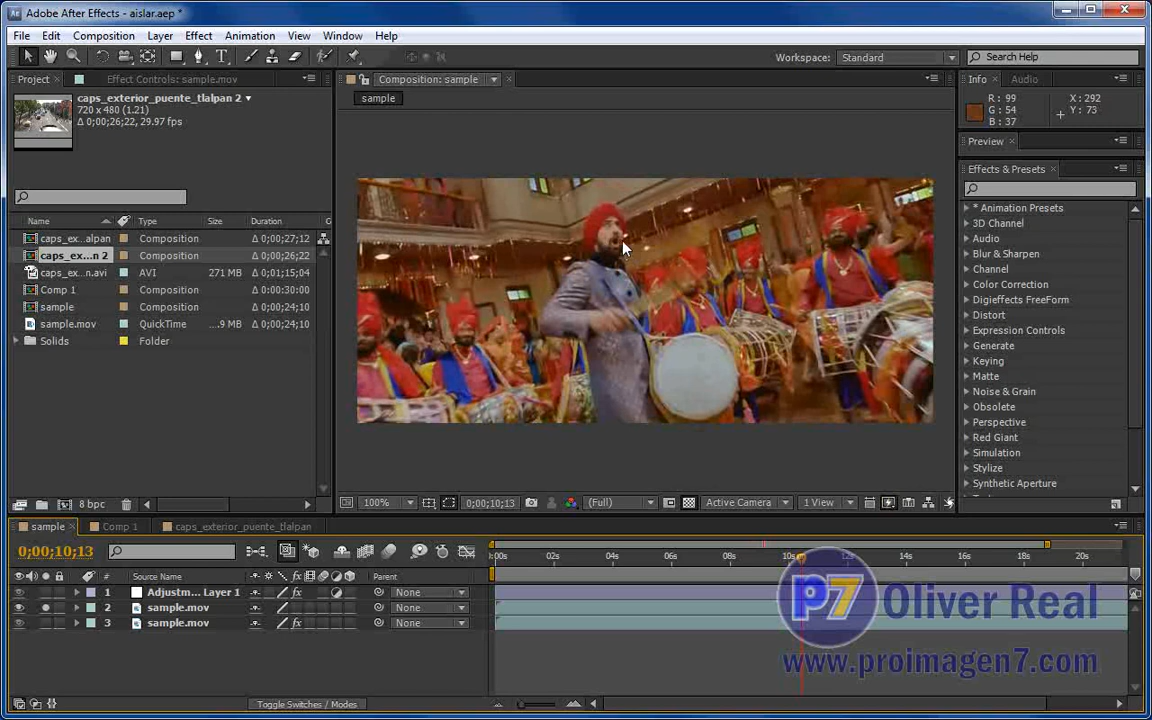 Adobe After Effects - aislar.aep *
File Edit Composition Layer Effect Animation View Window Help
Workspace: Standard Search Help
Project Effect Controls: sample.mov Composition: sample Info Audio
sample
caps_exterior_puente_tlalpan 2
720 x 480 (1.21)
Δ 0;00;26;22, 29.97 fps
R: 99 X: 292
G: 54 Y: 73
B: 37
Preview
Effects & Presets
* Animation Presets
3D Channel
Audio
Blur & Sharpen
Channel
Color Correction
Digieffects FreeForm
Distort
Expression Controls
Generate
Keying
Matte
Noise & Grain
Obsolete
Perspective
Red Giant
Simulation
Stylize
Synthetic Aperture
Name Type Size Duration
caps_ex...alpan Composition Δ 0;00;27;12
caps_ex...n 2 Composition Δ 0;00;26;22
caps_ex...n.avi AVI 271 MB Δ 0;01;15;04
Comp 1 Composition Δ 0;00;30;00
sample Composition Δ 0;00;24;10
sample.mov QuickTime ....9 MB Δ 0;00;24;10
Solids Folder
8 bpc
100% 0;00;10;13 (Full) Active Camera 1 View
sample Comp 1 caps_exterior_puente_tlalpan
0;00;10;13
:00s 02s 04s 06s 08s 10s 12s 14s 16s 18s 20s
# Source Name Parent
1 Adjustm... Layer 1 None
2 sample.mov None
3 sample.mov None
Toggle Switches / Modes
P7 Oliver Real
www.proimagen7.com